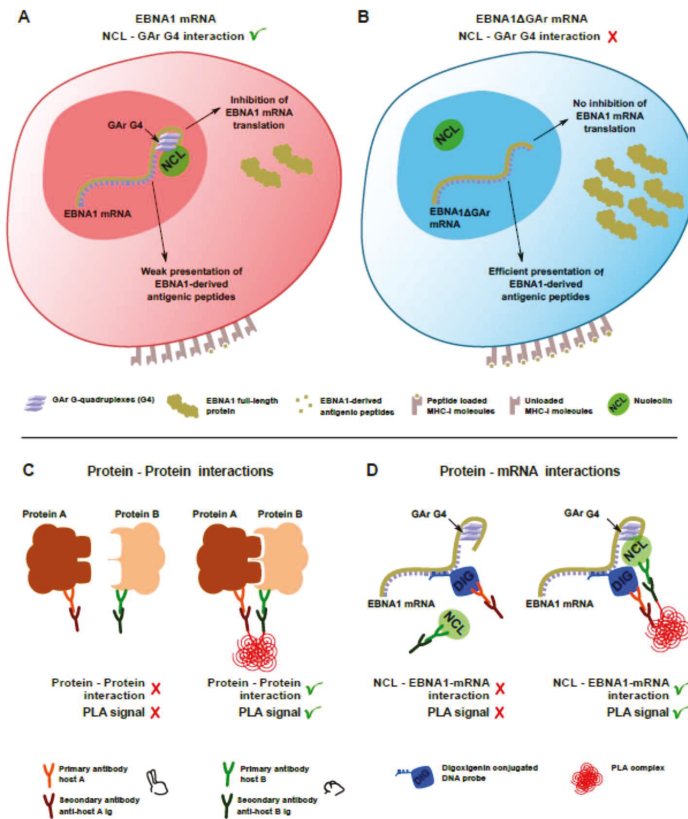 A
EBNA1 mRNA
NCL - GAr G4 interaction
GAr G4
Inhibition of
EBNA1 mRNA
translation
NCL
EBNA1 mRNA
Weak presentation of
EBNA1-derived
antigenic peptides
B
EBNA1ΔGAr mRNA
NCL - GAr G4 interaction
NCL
No inhibition of
EBNA1 mRNA
translation
EBNA1ΔGAr
mRNA
Efficient presentation of
EBNA1-derived
antigenic peptides
GAr G-quadruplexes (G4)
EBNA1 full-length
protein
EBNA1-derived
antigenic peptides
Peptide loaded
MHC-I molecules
Unloaded
MHC-I molecules
NCL
Nucleolin
C
Protein - Protein interactions
Protein A
Protein B
Protein A
Protein B
Protein - Protein
interaction
PLA signal
Protein - Protein
interaction
PLA signal
Primary antibody
host A
Secondary antibody
anti-host A Ig
Primary antibody
host B
Secondary antibody
anti-host B Ig
D
Protein - mRNA interactions
GAr G4
DIG
EBNA1 mRNA
NCL
GAr G4
NCL
DIG
EBNA1 mRNA
NCL - EBNA1-mRNA
interaction
PLA signal
NCL - EBNA1-mRNA
interaction
PLA signal
DIG
Digoxigenin conjugated
DNA probe
PLA complex